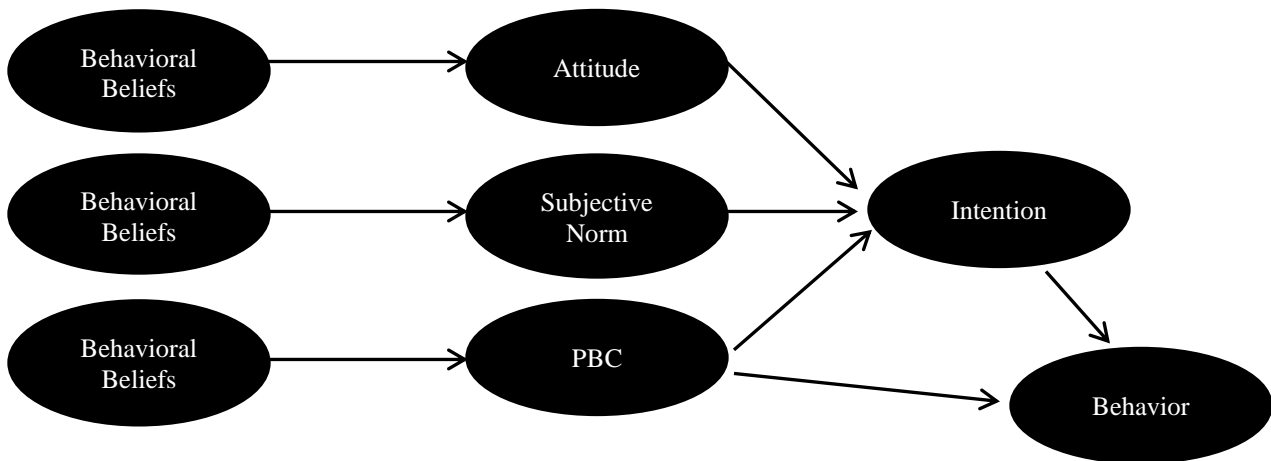 Behavioral
Beliefs
Attitude
Behavioral
Beliefs
Subjective
Norm
Intention
Behavioral
Beliefs
PBC
Behavior